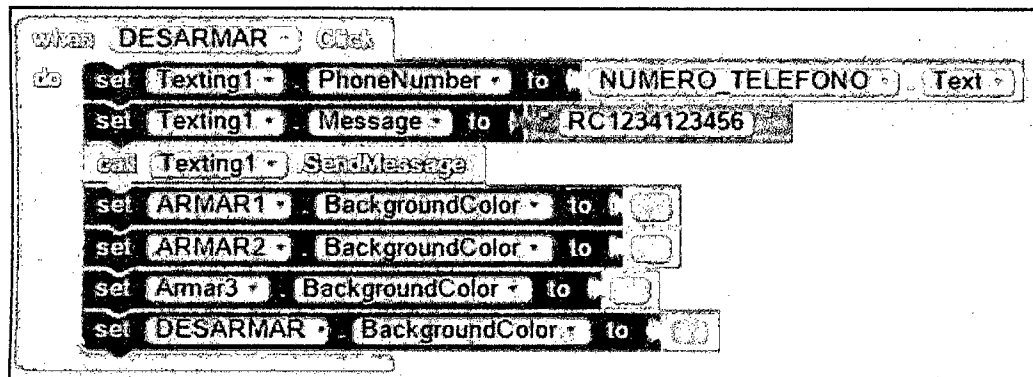 when DESARMAR Click
do set Texting1 . PhoneNumber to NUMERO_TELEFONO . Text
set Texting1 . Message to " RC1234123456 "
call Texting1 .SendMessage
set ARMAR1 . BackgroundColor to
set ARMAR2 . BackgroundColor to
set Armar3 . BackgroundColor to
set DESARMAR . BackgroundColor to